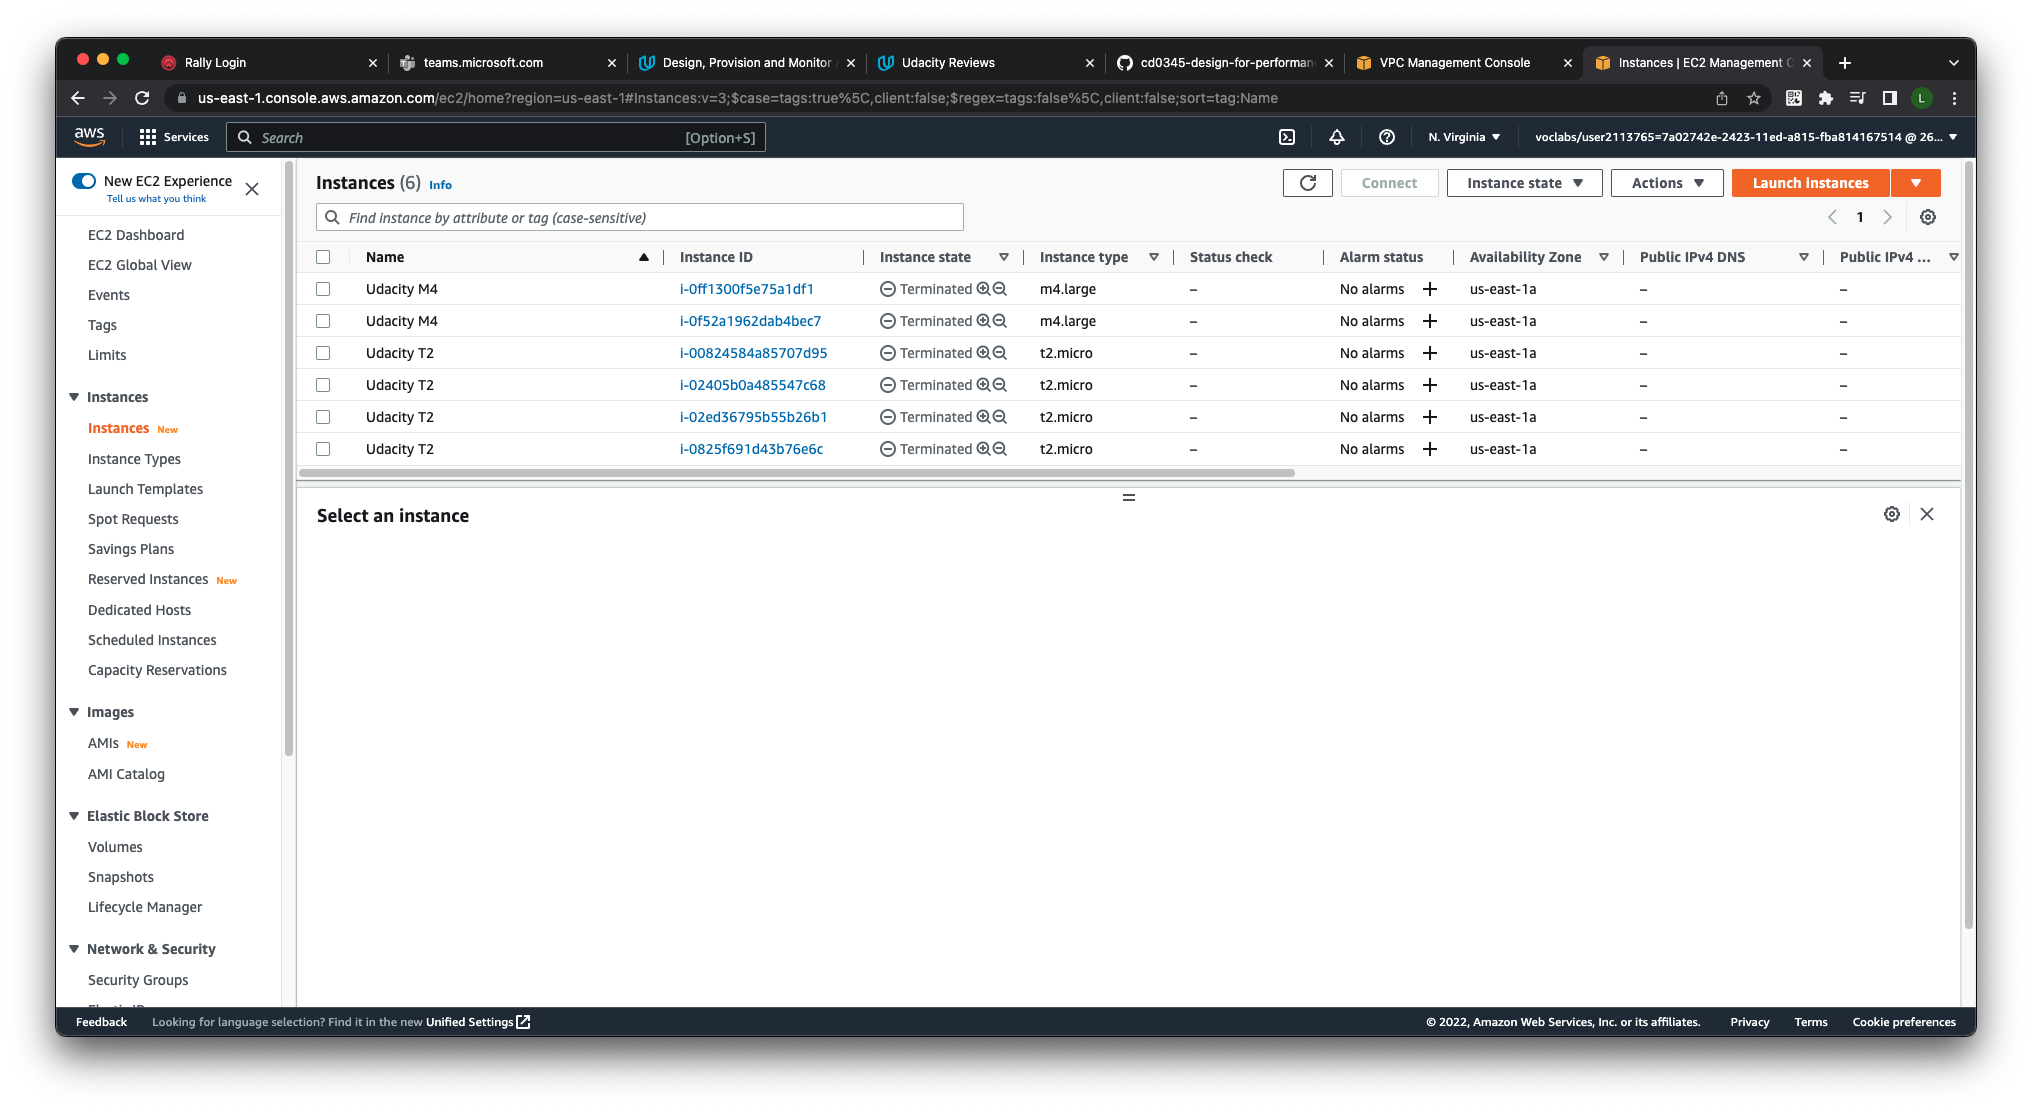 Rally Login
teams.microsoft.com
Design, Provision and Monitor
Udacity Reviews
cd0345-design-for-performan
VPC Management Console
Instances | EC2 Management C
us-east-1.console.aws.amazon.com/ec2/home?region=us-east-1#Instances:v=3;$case=tags:true%5C,client:false;$regex=tags:false%5C,client:false;sort=tag:Name
L
aws
Services
Search
[Option+S]
N. Virginia
voclabs/user2113765=7a02742e-2423-11ed-a815-fba814167514 @ 26...
New EC2 Experience
Tell us what you think
EC2 Dashboard
EC2 Global View
Events
Tags
Limits
Instances
Instances New
Instance Types
Launch Templates
Spot Requests
Savings Plans
Reserved Instances New
Dedicated Hosts
Scheduled Instances
Capacity Reservations
Images
AMIs New
AMI Catalog
Elastic Block Store
Volumes
Snapshots
Lifecycle Manager
Network & Security
Security Groups
Instances (6) Info
Connect
Instance state
Actions
Launch instances
Find instance by attribute or tag (case-sensitive)
1
Name Instance ID Instance state Instance type Status check Alarm status Availability Zone Public IPv4 DNS Public IPv4 ...
Udacity M4 i-0ff1300f5e75a1df1 Terminated m4.large – No alarms + us-east-1a – –
Udacity M4 i-0f52a1962dab4bec7 Terminated m4.large – No alarms + us-east-1a – –
Udacity T2 i-00824584a85707d95 Terminated t2.micro – No alarms + us-east-1a – –
Udacity T2 i-02405b0a485547c68 Terminated t2.micro – No alarms + us-east-1a – –
Udacity T2 i-02ed36795b55b26b1 Terminated t2.micro – No alarms + us-east-1a – –
Udacity T2 i-0825f691d43b76e6c Terminated t2.micro – No alarms + us-east-1a – –
Select an instance
Feedback
Looking for language selection? Find it in the new Unified Settings
© 2022, Amazon Web Services, Inc. or its affiliates.
Privacy
Terms
Cookie preferences